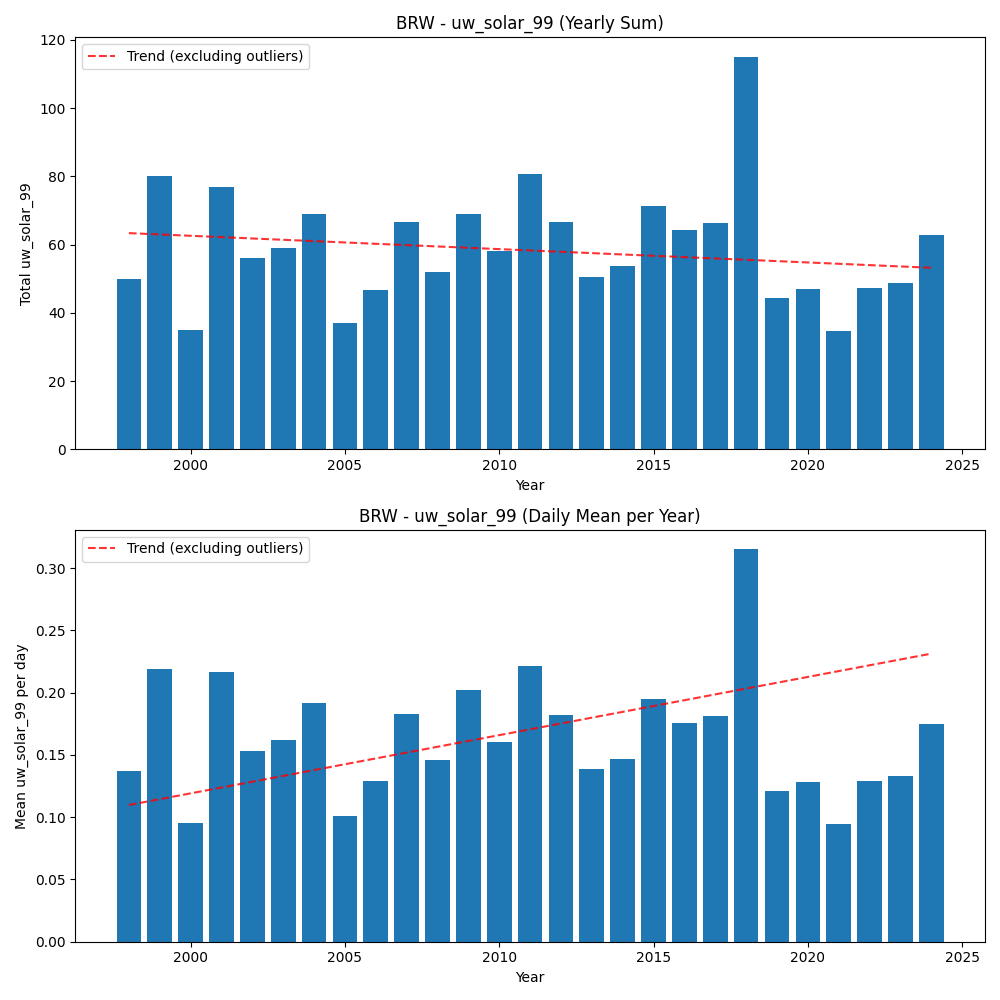 BRW - uw_solar_99 (Yearly Sum)
Trend (excluding outliers)
Total uw_solar_99
120
100
80
60
40
20
0
2000 2005 2010 2015 2020 2025
Year
BRW - uw_solar_99 (Daily Mean per Year)
Trend (excluding outliers)
Mean uw_solar_99 per day
0.30
0.25
0.20
0.15
0.10
0.05
0.00
2000 2005 2010 2015 2020 2025
Year